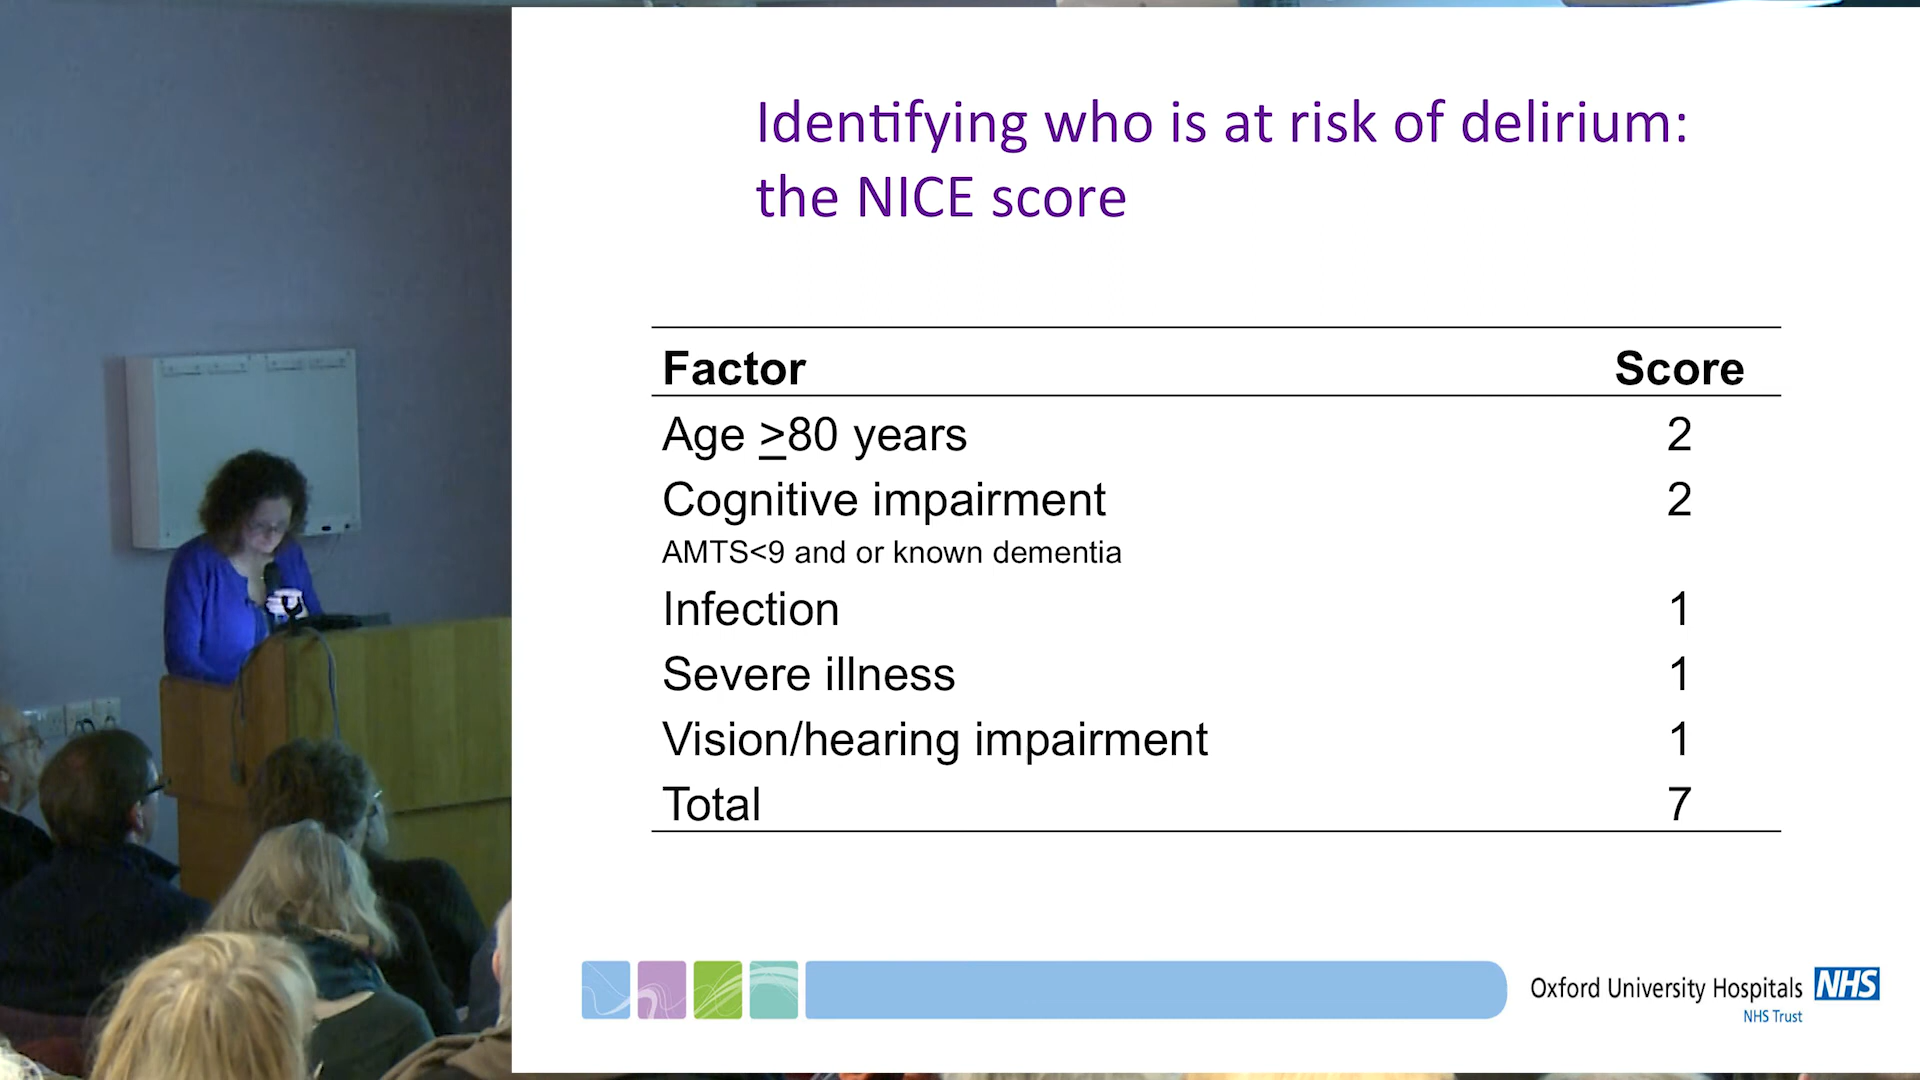 Identifying who is at risk of delirium:
the NICE score
Factor Score
Age >80 years 2
Cognitive impairment 2
AMTS<9 and or known dementia
Infection 1
Severe illness 1
Vision/hearing impairment 1
Total 7
Oxford University Hospitals NHS
NHS Trust